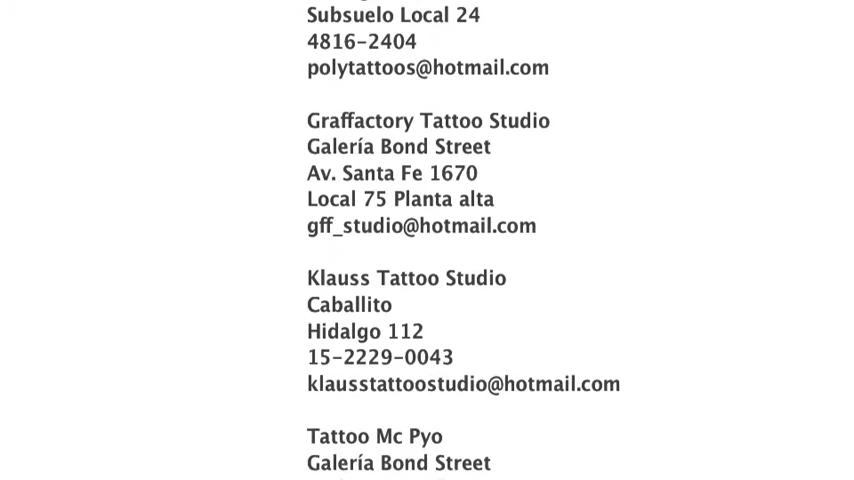 Subsuelo Local 24
4816-2404
polytattoos@hotmail.com
Graffactory Tattoo Studio
Galería Bond Street
Av. Santa Fe 1670
Local 75 Planta alta
gff_studio@hotmail.com
Klauss Tattoo Studio
Caballito
Hidalgo 112
15-2229-0043
klausstattoostudio@hotmail.com
Tattoo Mc Pyo
Galería Bond Street